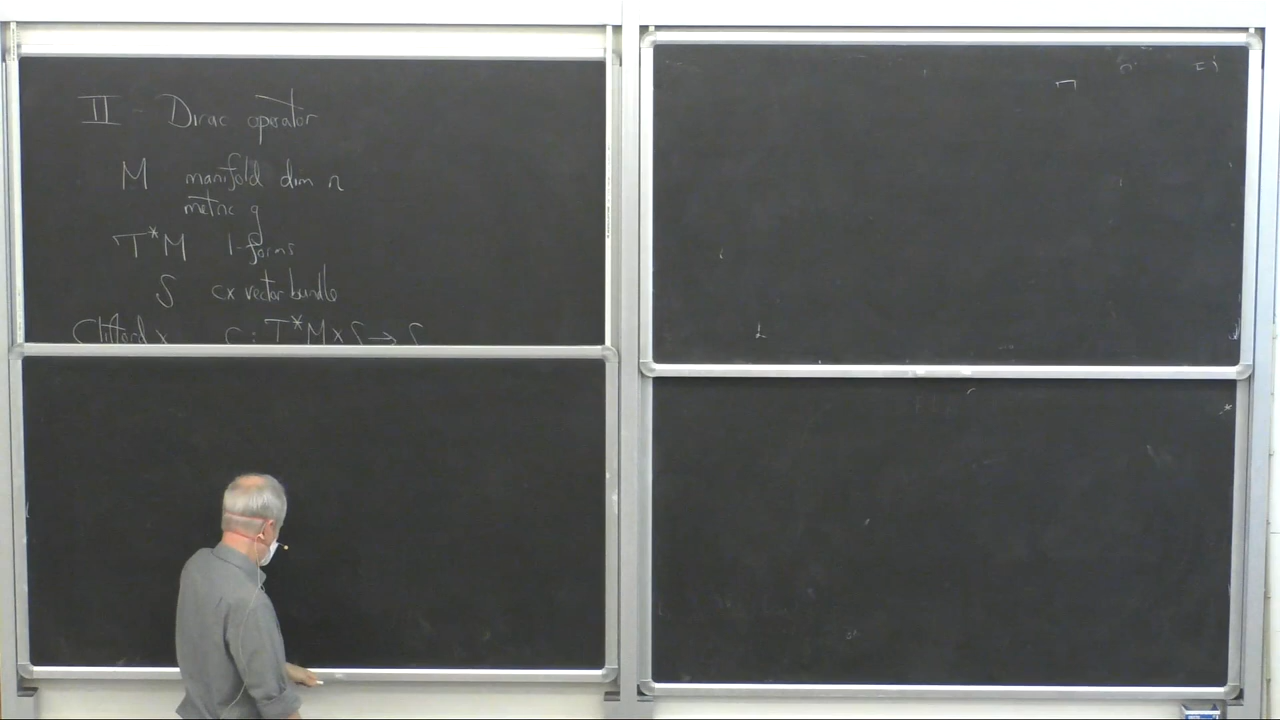 II - Dirac operator
M manifold dim n
metric g
T*M 1-forms
S cx vector bundle
Clifford x c : T*M x S → S